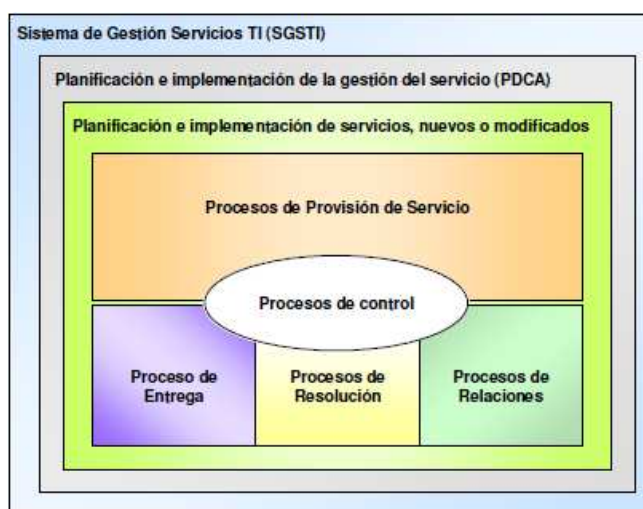 Sistema de Gestión Servicios TI (SGSTI)
Planificación e implementación de la gestión del servicio (PDCA)
Planificación e implementación de servicios, nuevos o modificados
Procesos de Provisión de Servicio
Procesos de control
Proceso de
Entrega
Procesos de
Resolución
Procesos de
Relaciones